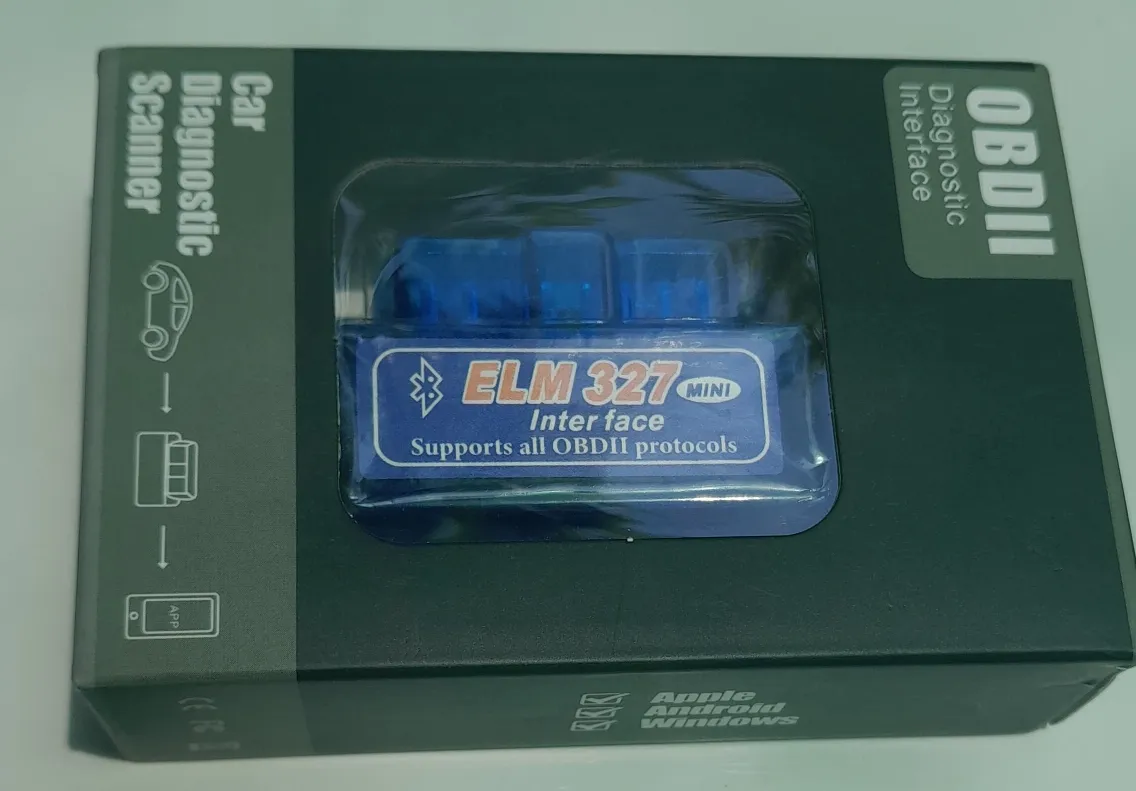 OBDII
Diagnostic
Interface
Car
Diagnostic
Scanner
ELM 327 MINI
Inter face
Supports all OBDII protocols
APP
Apple
Android
Windows
CE